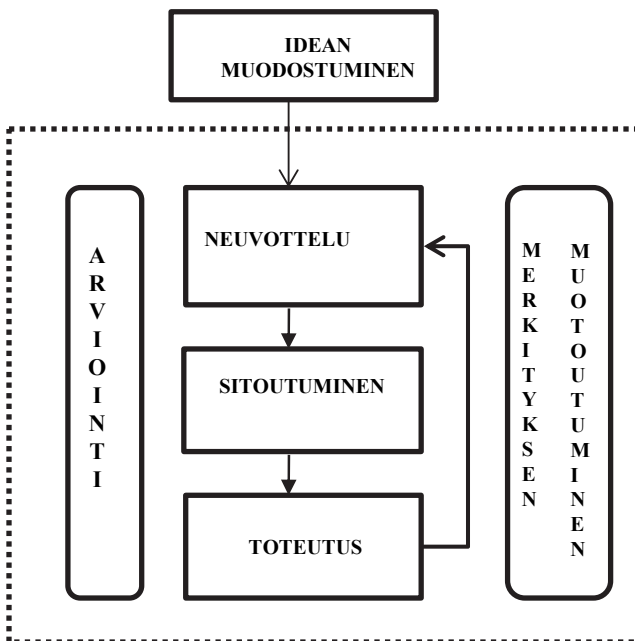 IDEAN
MUODOSTUMINEN
NEUVOTTELU
SITOUTUMINEN
TOTEUTUS
ARVIOINTI
MERKITYKSEN
MUOTOUTUMINEN